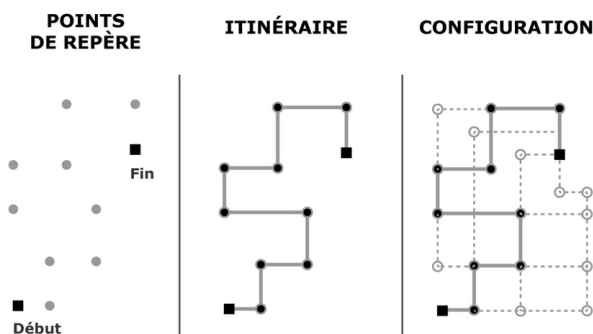 POINTS
DE REPÈRE
ITINÉRAIRE
CONFIGURATION
Fin
Début